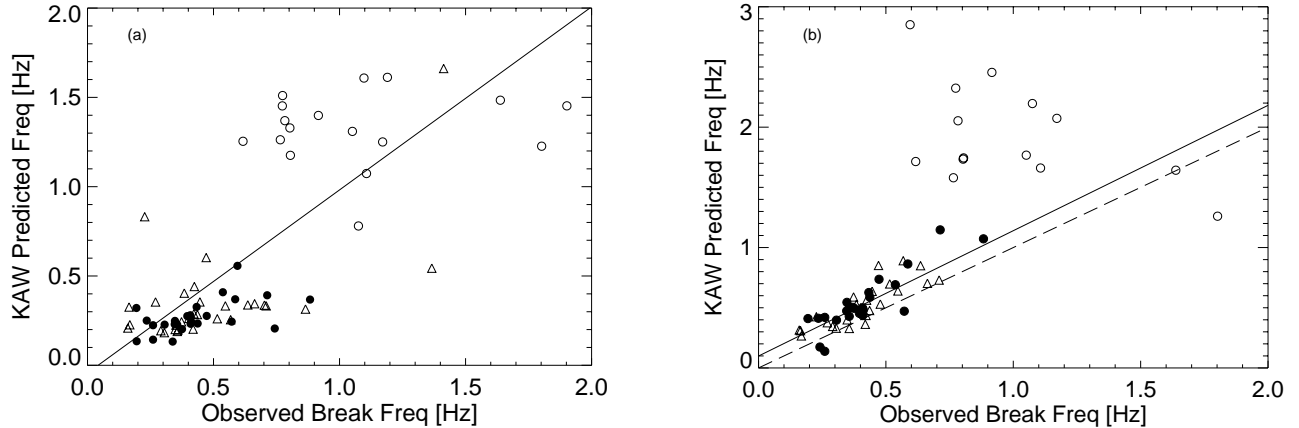 (a)
KAW Predicted Freq [Hz]
2.0
1.5
1.0
0.5
0.0
0.0 0.5 1.0 1.5 2.0
Observed Break Freq [Hz]
(b)
KAW Predicted Freq [Hz]
3
2
1
0
0.0 0.5 1.0 1.5 2.0
Observed Break Freq [Hz]